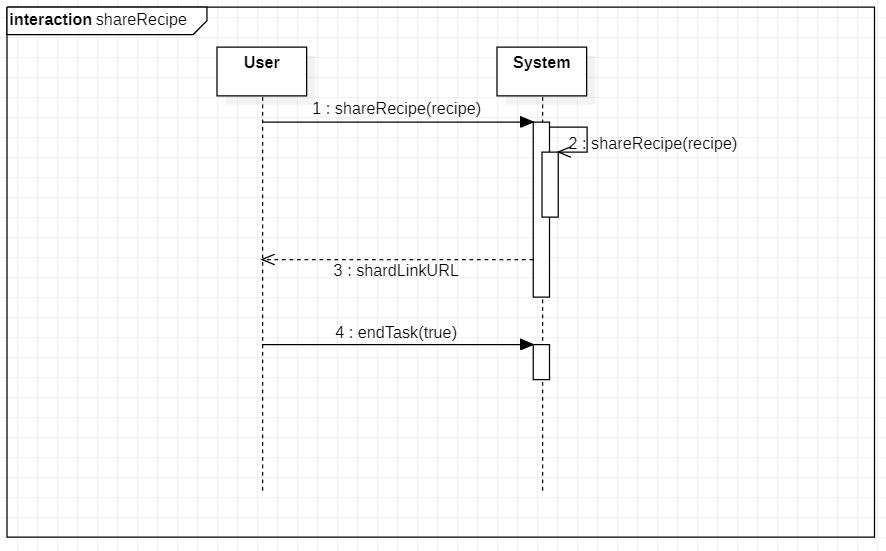 interaction shareRecipe
User
System
1 : shareRecipe(recipe)
2 : shareRecipe(recipe)
3 : shardLinkURL
4 : endTask(true)